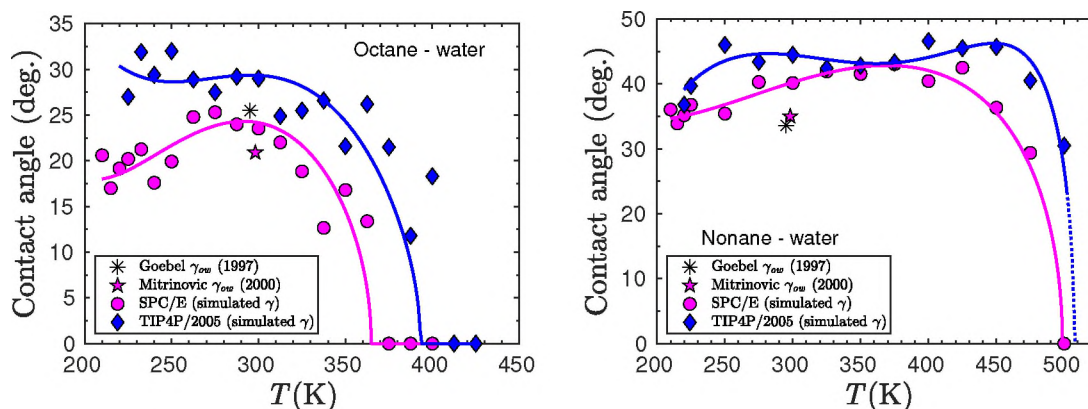 35
30
25
20
15
10
5
0
Contact angle (deg.)
Octane - water
Goebel γow (1997)
Mitrinovic γow (2000)
SPC/E (simulated γ)
TIP4P/2005 (simulated γ)
200 250 300 350 400 450
T(K)
50
40
30
20
10
0
Contact angle (deg.)
Nonane - water
Goebel γow (1997)
Mitrinovic γow (2000)
SPC/E (simulated γ)
TIP4P/2005 (simulated γ)
200 250 300 350 400 450 500
T(K)